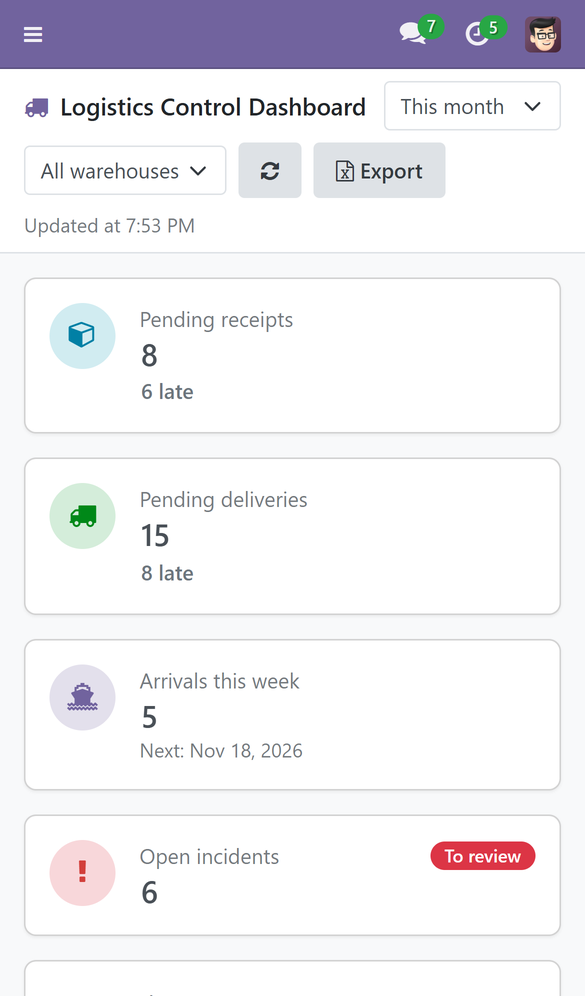 7
5
Logistics Control Dashboard
This month
All warehouses
Export
Updated at 7:53 PM
Pending receipts
8
6 late
Pending deliveries
15
8 late
Arrivals this week
5
Next: Nov 18, 2026
Open incidents
To review
6